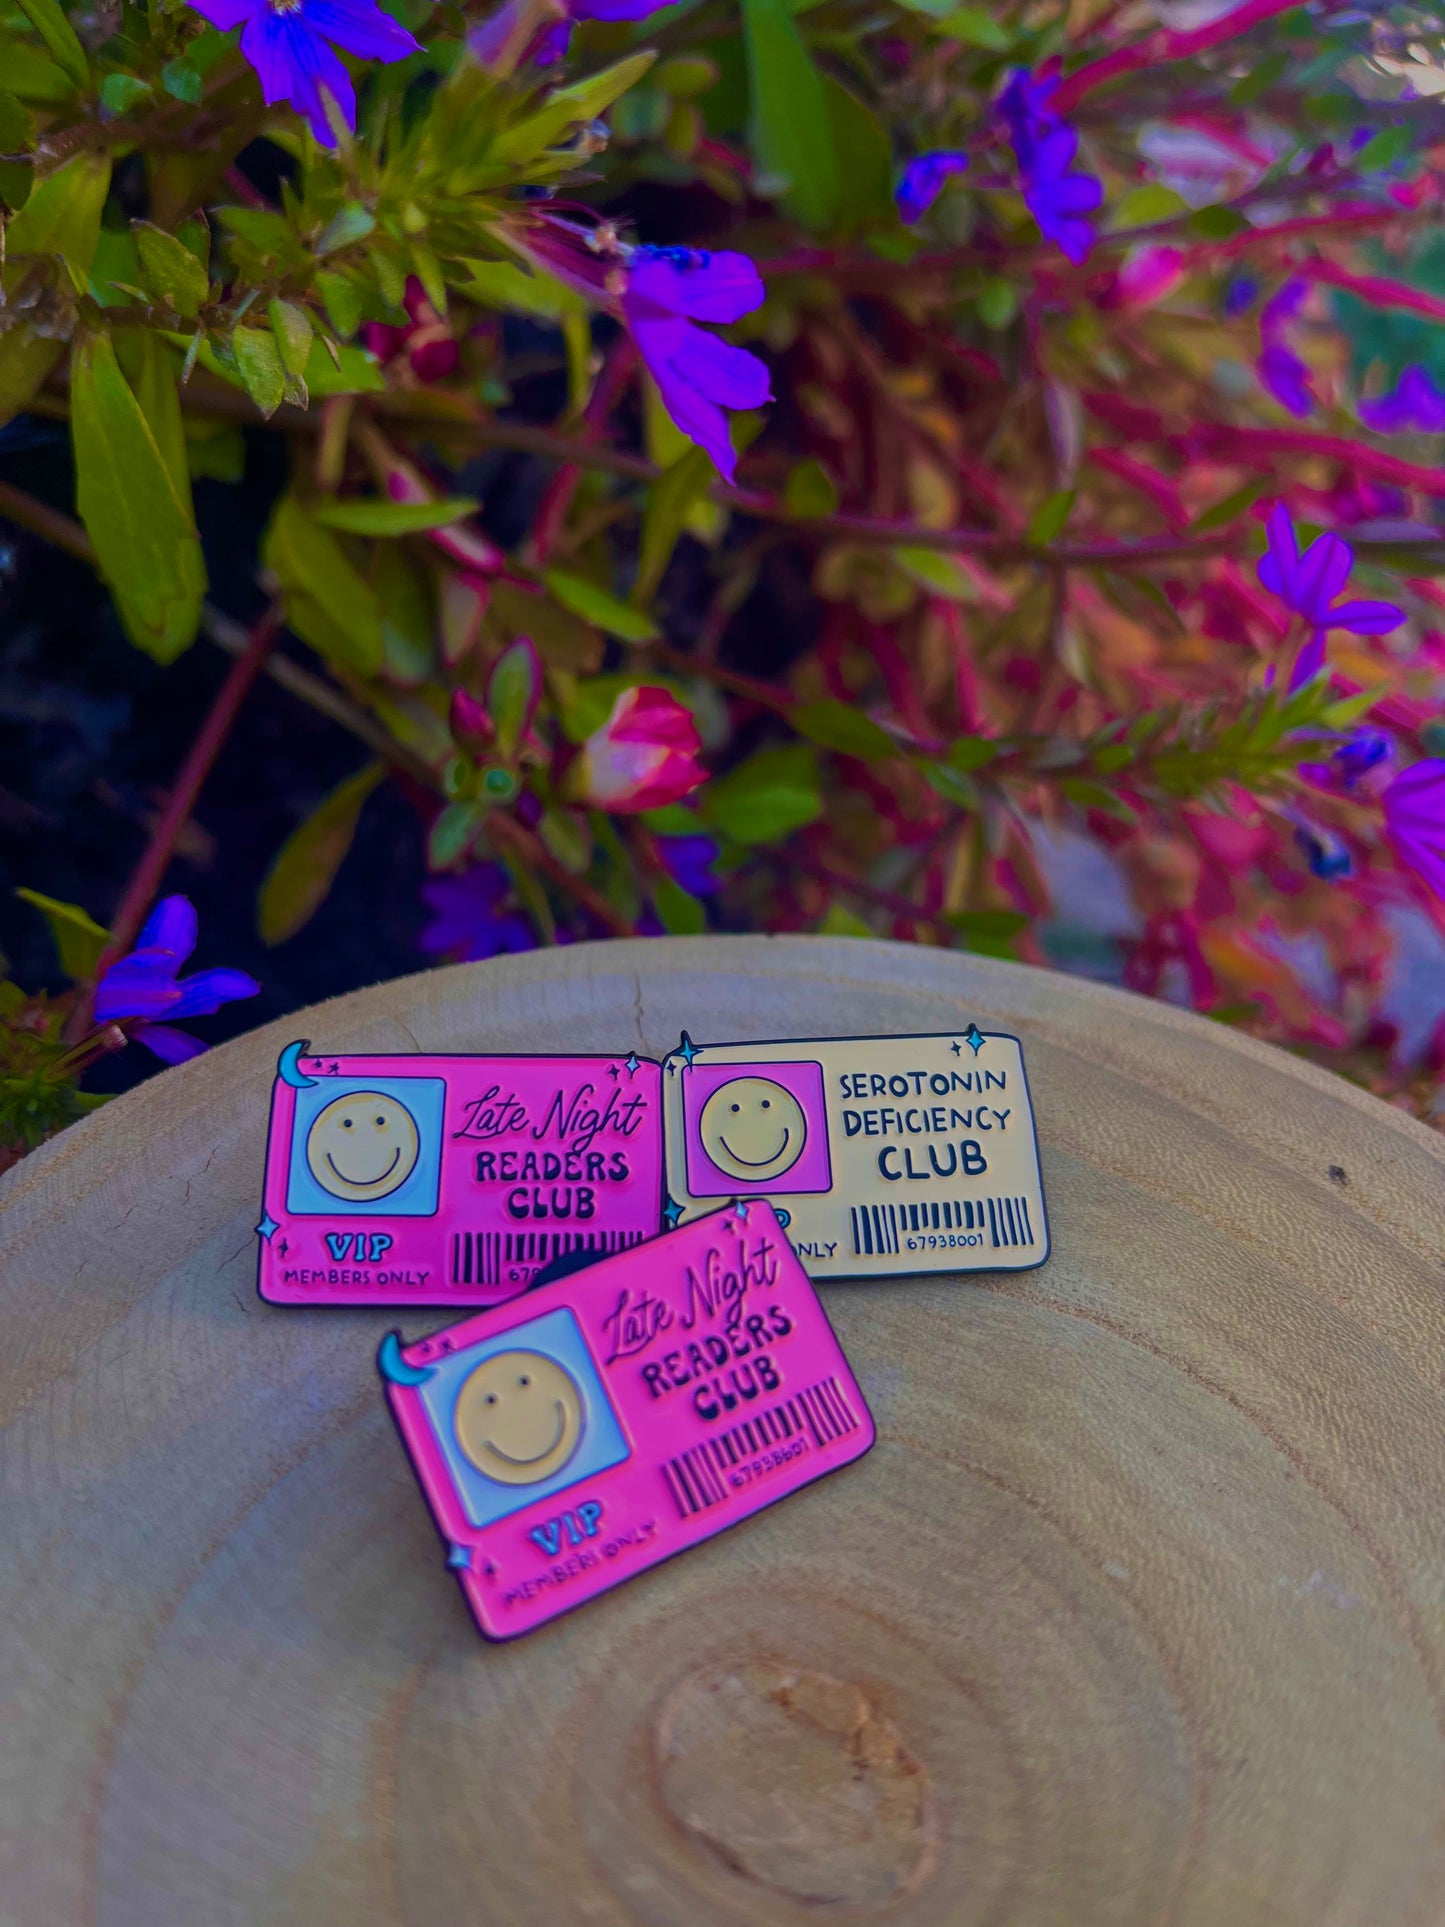 Late Night
READERS
CLUB
VIP
MEMBERS ONLY
SEROTONIN
DEFICIENCY
CLUB
67938001
Late Night
READERS
CLUB
67938601
VIP
MEMBERS ONLY